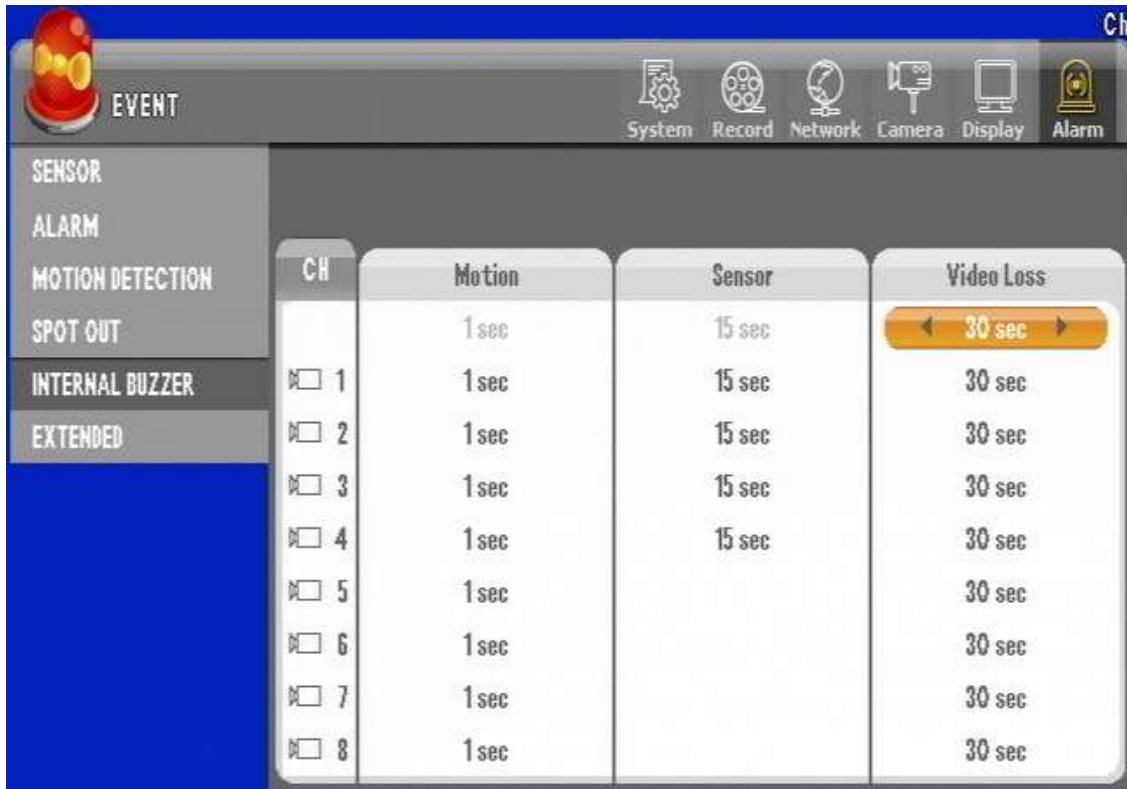 Ch
EVENT
System Record Network Camera Display Alarm
SENSOR
ALARM
MOTION DETECTION
SPOT OUT
INTERNAL BUZZER
EXTENDED
CH Motion Sensor Video Loss
1 sec 15 sec 30 sec
1 1 sec 15 sec 30 sec
2 1 sec 15 sec 30 sec
3 1 sec 15 sec 30 sec
4 1 sec 15 sec 30 sec
5 1 sec 30 sec
6 1 sec 30 sec
7 1 sec 30 sec
8 1 sec 30 sec